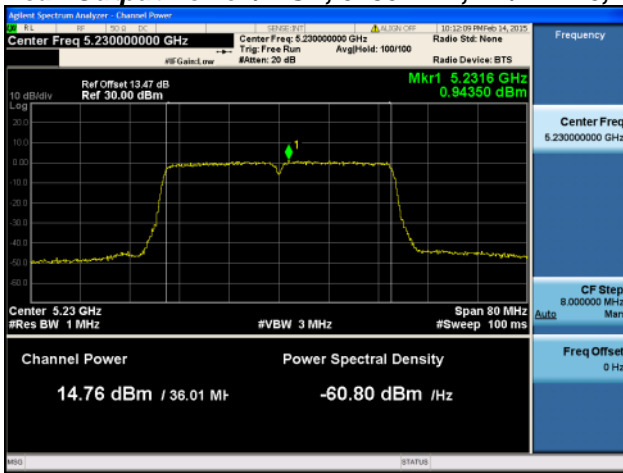 Agilent Spectrum Analyzer - Channel Power
RL RF 50 Ω DC SENSE:INT ALIGN OFF 10:12:09 PM Feb 14, 2015
Center Freq 5.230000000 GHz
Center Freq: 5.230000000 GHz
Radio Std: None
Trig: Free Run Avg|Hold: 100/100
#IFGain:Low #Atten: 20 dB Radio Device: BTS
Ref Offset 13.47 dB
10 dB/div Ref 30.00 dBm
Mkr1 5.2316 GHz
0.94350 dBm
Log
20.0
10.0
0.00
-10.0
-20.0
-30.0
-40.0
-50.0
-60.0
1
Center 5.23 GHz Span 80 MHz
#Res BW 1 MHz #VBW 3 MHz #Sweep 100 ms
Channel Power Power Spectral Density
14.76 dBm / 36.01 MH -60.80 dBm /Hz
MSG STATUS
Frequency
Center Freq
5.230000000 GHz
CF Step
8.000000 MHz
Auto Man
Freq Offset
0 Hz